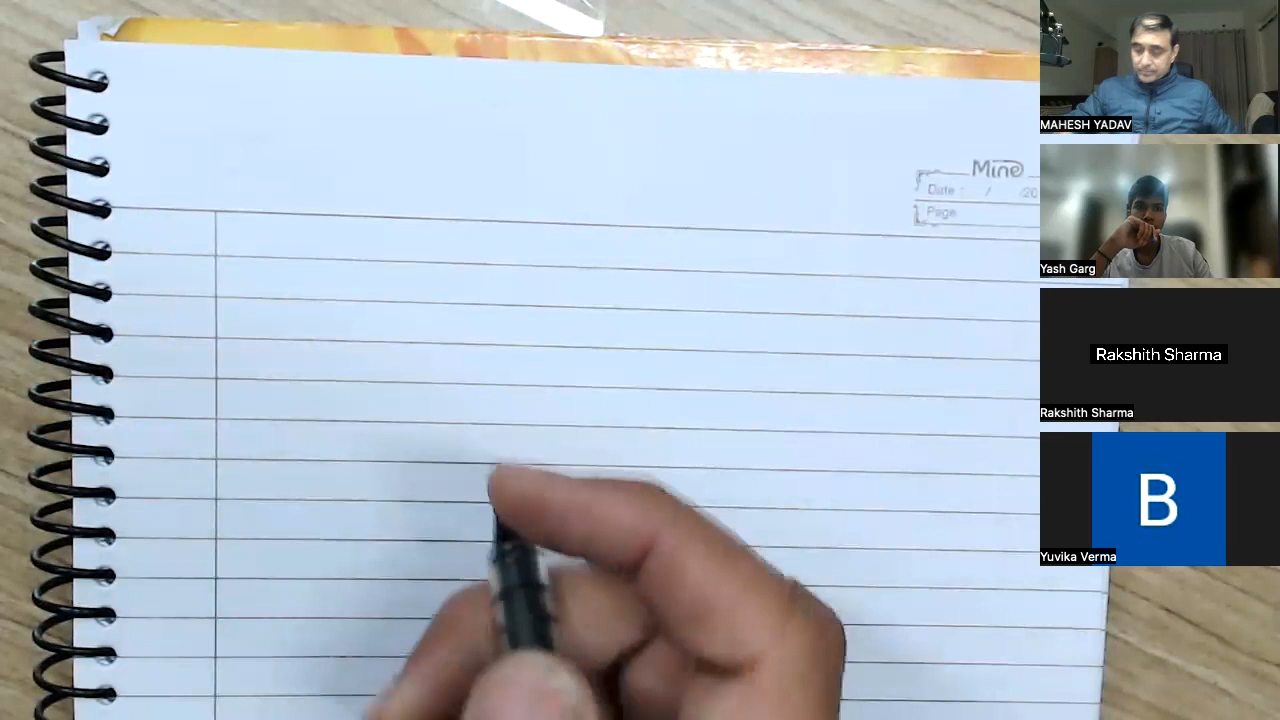 Mine
Date : / /20
Page
MAHESH YADAV
Yash Garg
Rakshith Sharma
Rakshith Sharma
B
Yuvika Verma